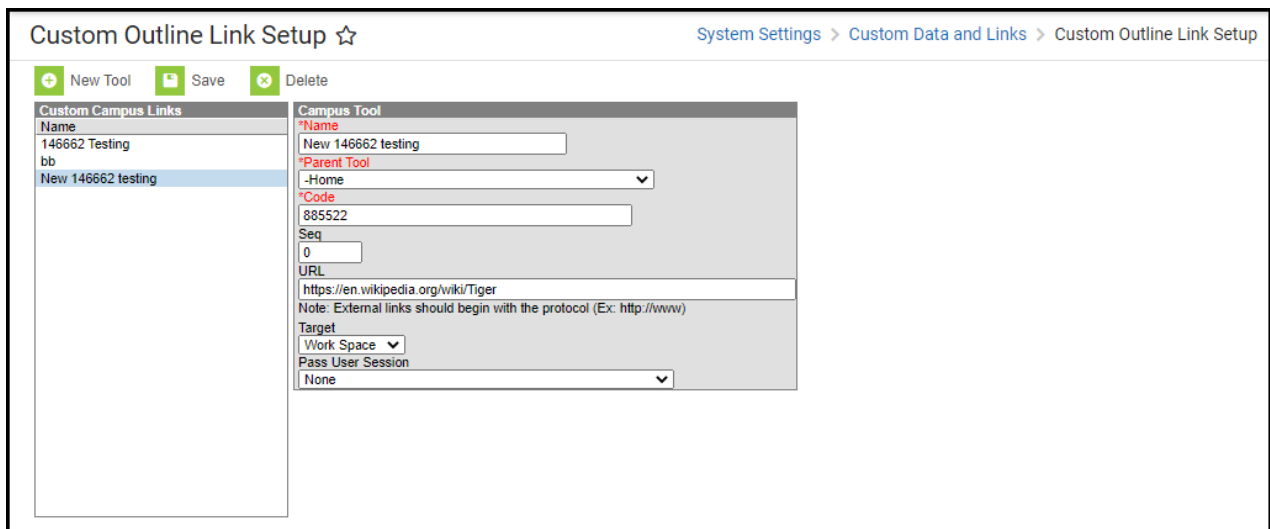 Custom Outline Link Setup
System Settings > Custom Data and Links > Custom Outline Link Setup
New Tool Save Delete
Custom Campus Links
Name
146662 Testing
bb
New 146662 testing
Campus Tool
*Name
New 146662 testing
*Parent Tool
-Home
*Code
885522
Seq
0
URL
https://en.wikipedia.org/wiki/Tiger
Note: External links should begin with the protocol (Ex: http://www)
Target
Work Space
Pass User Session
None